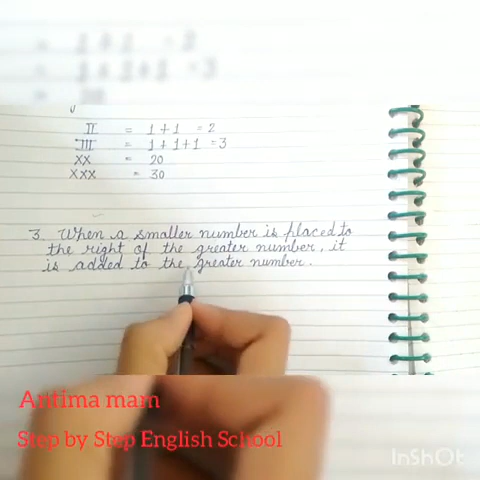 II = 1 + 1 = 2
III = 1 + 1 + 1 = 3
XX = 20
XXX = 30
3. When a smaller number is placed to
the right of the greater number, it
is added to the greater number.
Antima mam
Step by Step English School
InShOt